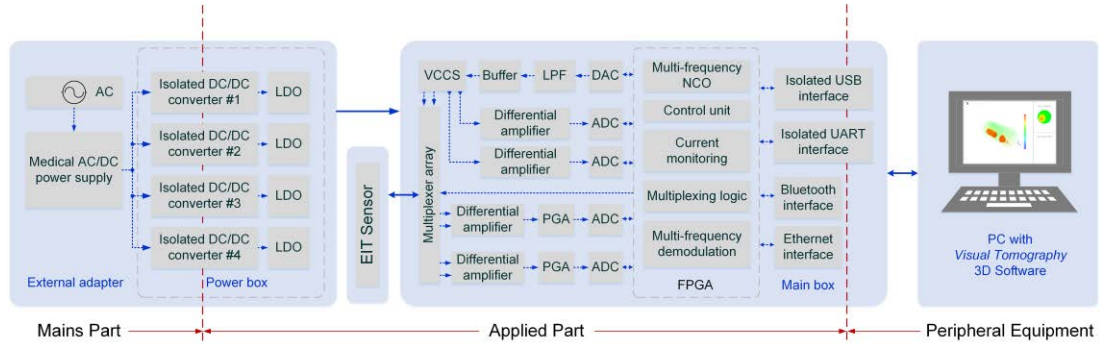 AC
Medical AC/DC
power supply
External adapter
Isolated DC/DC
converter #1
LDO
Isolated DC/DC
converter #2
LDO
Isolated DC/DC
converter #3
LDO
Isolated DC/DC
converter #4
LDO
Power box
EIT Sensor
VCCS
Buffer
LPF
DAC
Multiplexer array
Differential
amplifier
ADC
Differential
amplifier
ADC
Differential
amplifier
PGA
ADC
Differential
amplifier
PGA
ADC
Multi-frequency
NCO
Control unit
Current
monitoring
Multiplexing logic
Multi-frequency
demodulation
FPGA
Isolated USB
interface
Isolated UART
interface
Bluetooth
interface
Ethernet
interface
Main box
PC with
Visual Tomography
3D Software
Mains Part
Applied Part
Peripheral Equipment